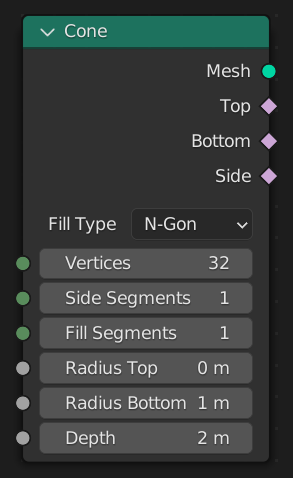 Cone
Mesh
Top
Bottom
Side
Fill Type N-Gon
Vertices 32
Side Segments 1
Fill Segments 1
Radius Top 0 m
Radius Bottom 1 m
Depth 2 m